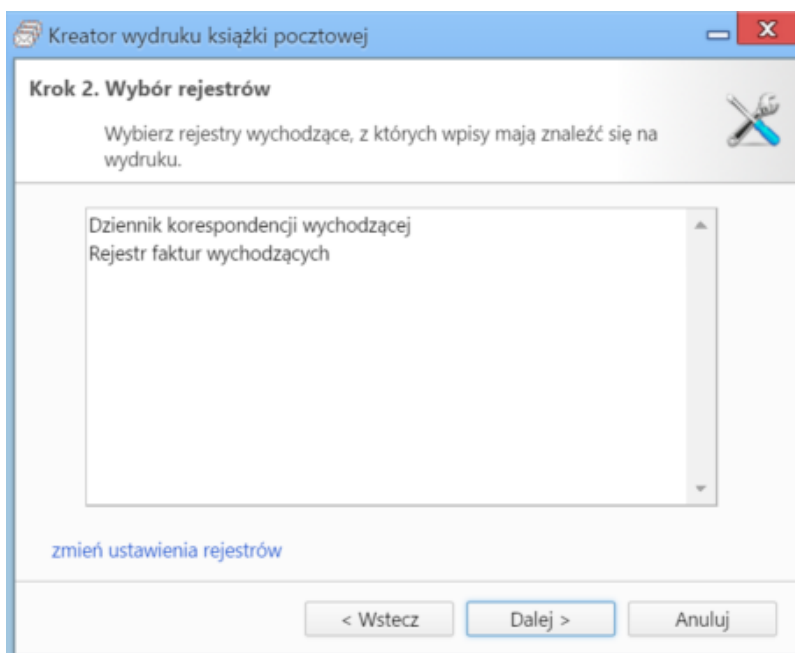 Kreator wydruku książki pocztowej
Krok 2. Wybór rejestrów
Wybierz rejestry wychodzące, z których wpisy mają znaleźć się na
wydruku.
Dziennik korespondencji wychodzącej
Rejestr faktur wychodzących
zmień ustawienia rejestrów
< Wstecz
Dalej >
Anuluj